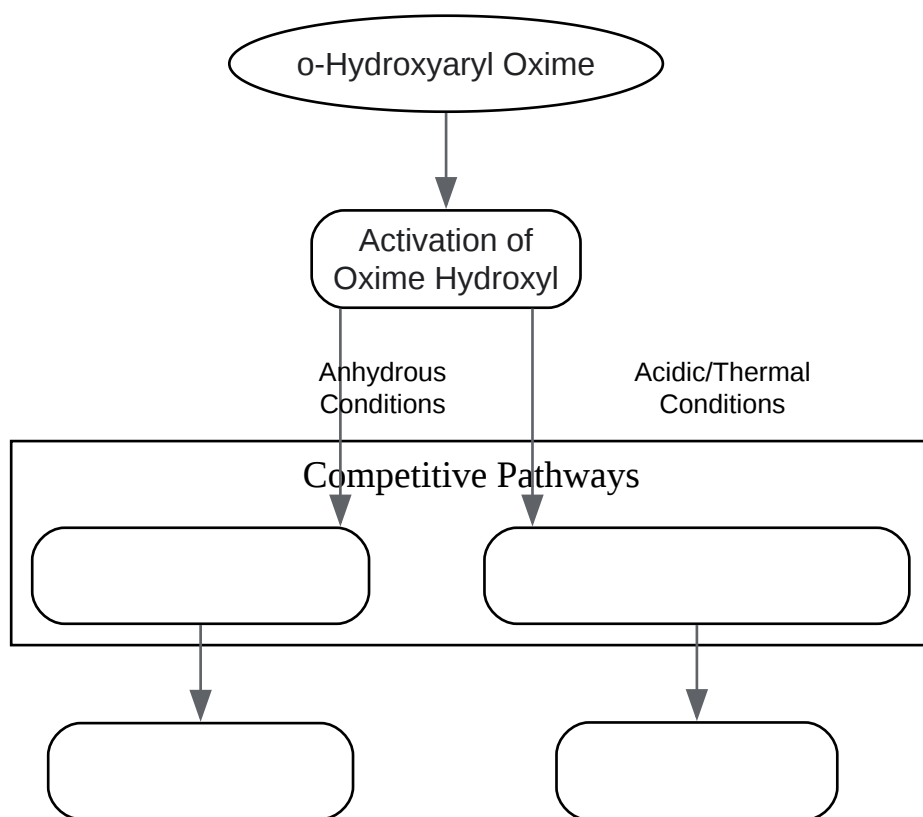 o-Hydroxyaryl Oxime
Activation of
Oxime Hydroxyl
Anhydrous
Conditions
Acidic/Thermal
Conditions
Competitive Pathways